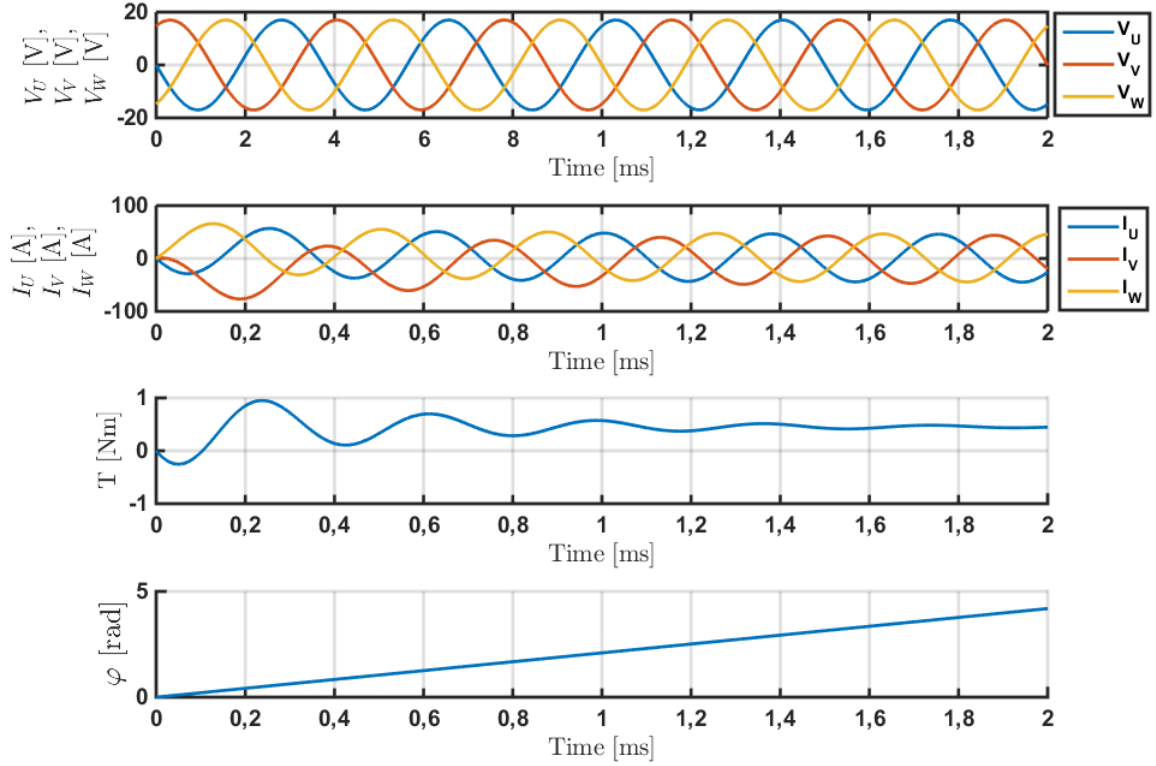 V_U [V],
V_V [V],
V_W [V]
20
0
-20
0 2 4 6 8 1 1,2 1,4 1,6 1,8 2
Time [ms]
V_U
V_V
V_W
I_U [A],
I_V [A],
I_W [A]
100
0
-100
0 0,2 0,4 0,6 0,8 1 1,2 1,4 1,6 1,8 2
Time [ms]
I_U
I_V
I_W
T [Nm]
1
0
-1
0 0,2 0,4 0,6 0,8 1 1,2 1,4 1,6 1,8 2
Time [ms]
φ [rad]
5
0
0 0,2 0,4 0,6 0,8 1 1,2 1,4 1,6 1,8 2
Time [ms]